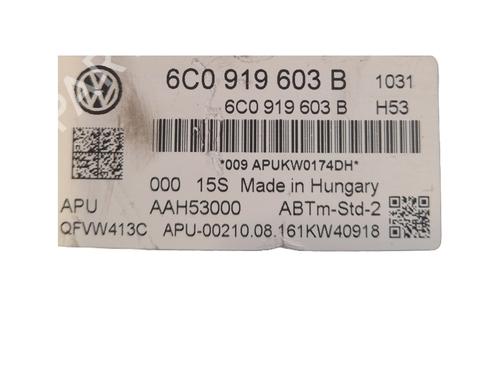 6C0 919 603 B 1031
6C0 919 603 B H53
*009 APUKW0174DH*
000 15S Made in Hungary
APU AAH53000 ABTm-Std-2
QFVW413C APU-00210.08.161KW40918